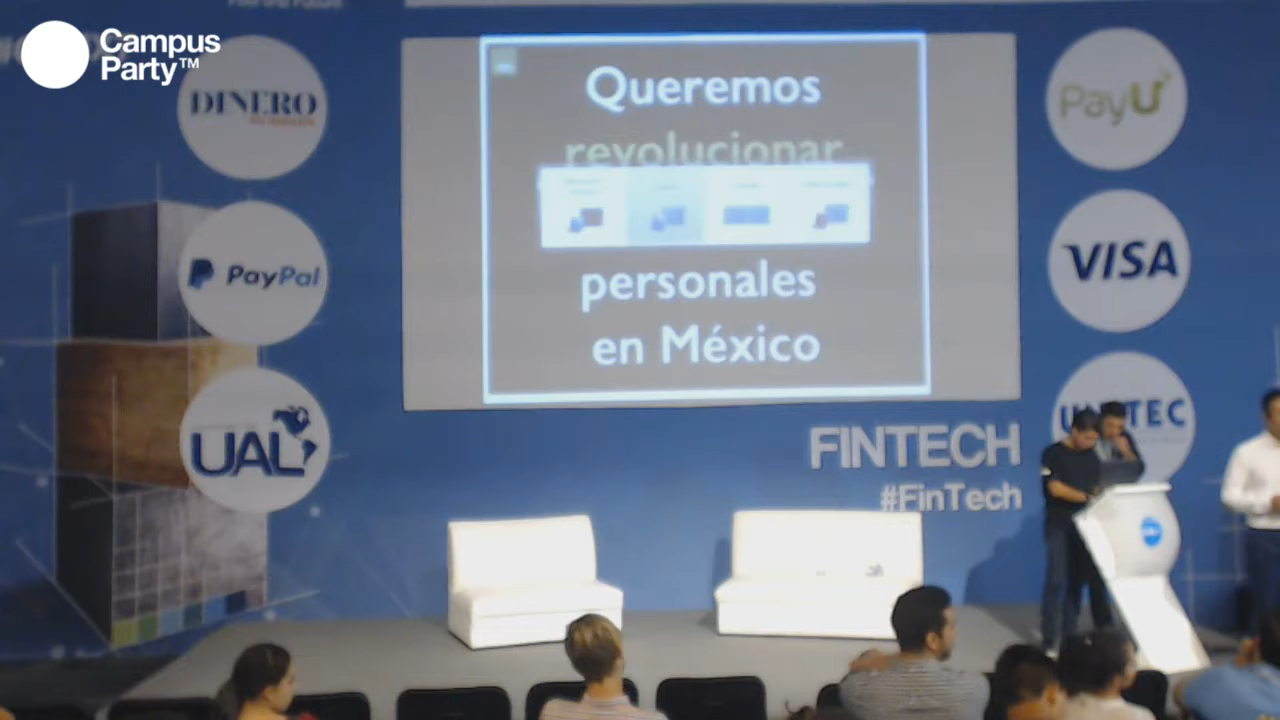 Campus
Party™
DINERO
PayPal
UAL
Queremos
revolucionar
personales
en México
PayU
VISA
FINTECH
#FinTech